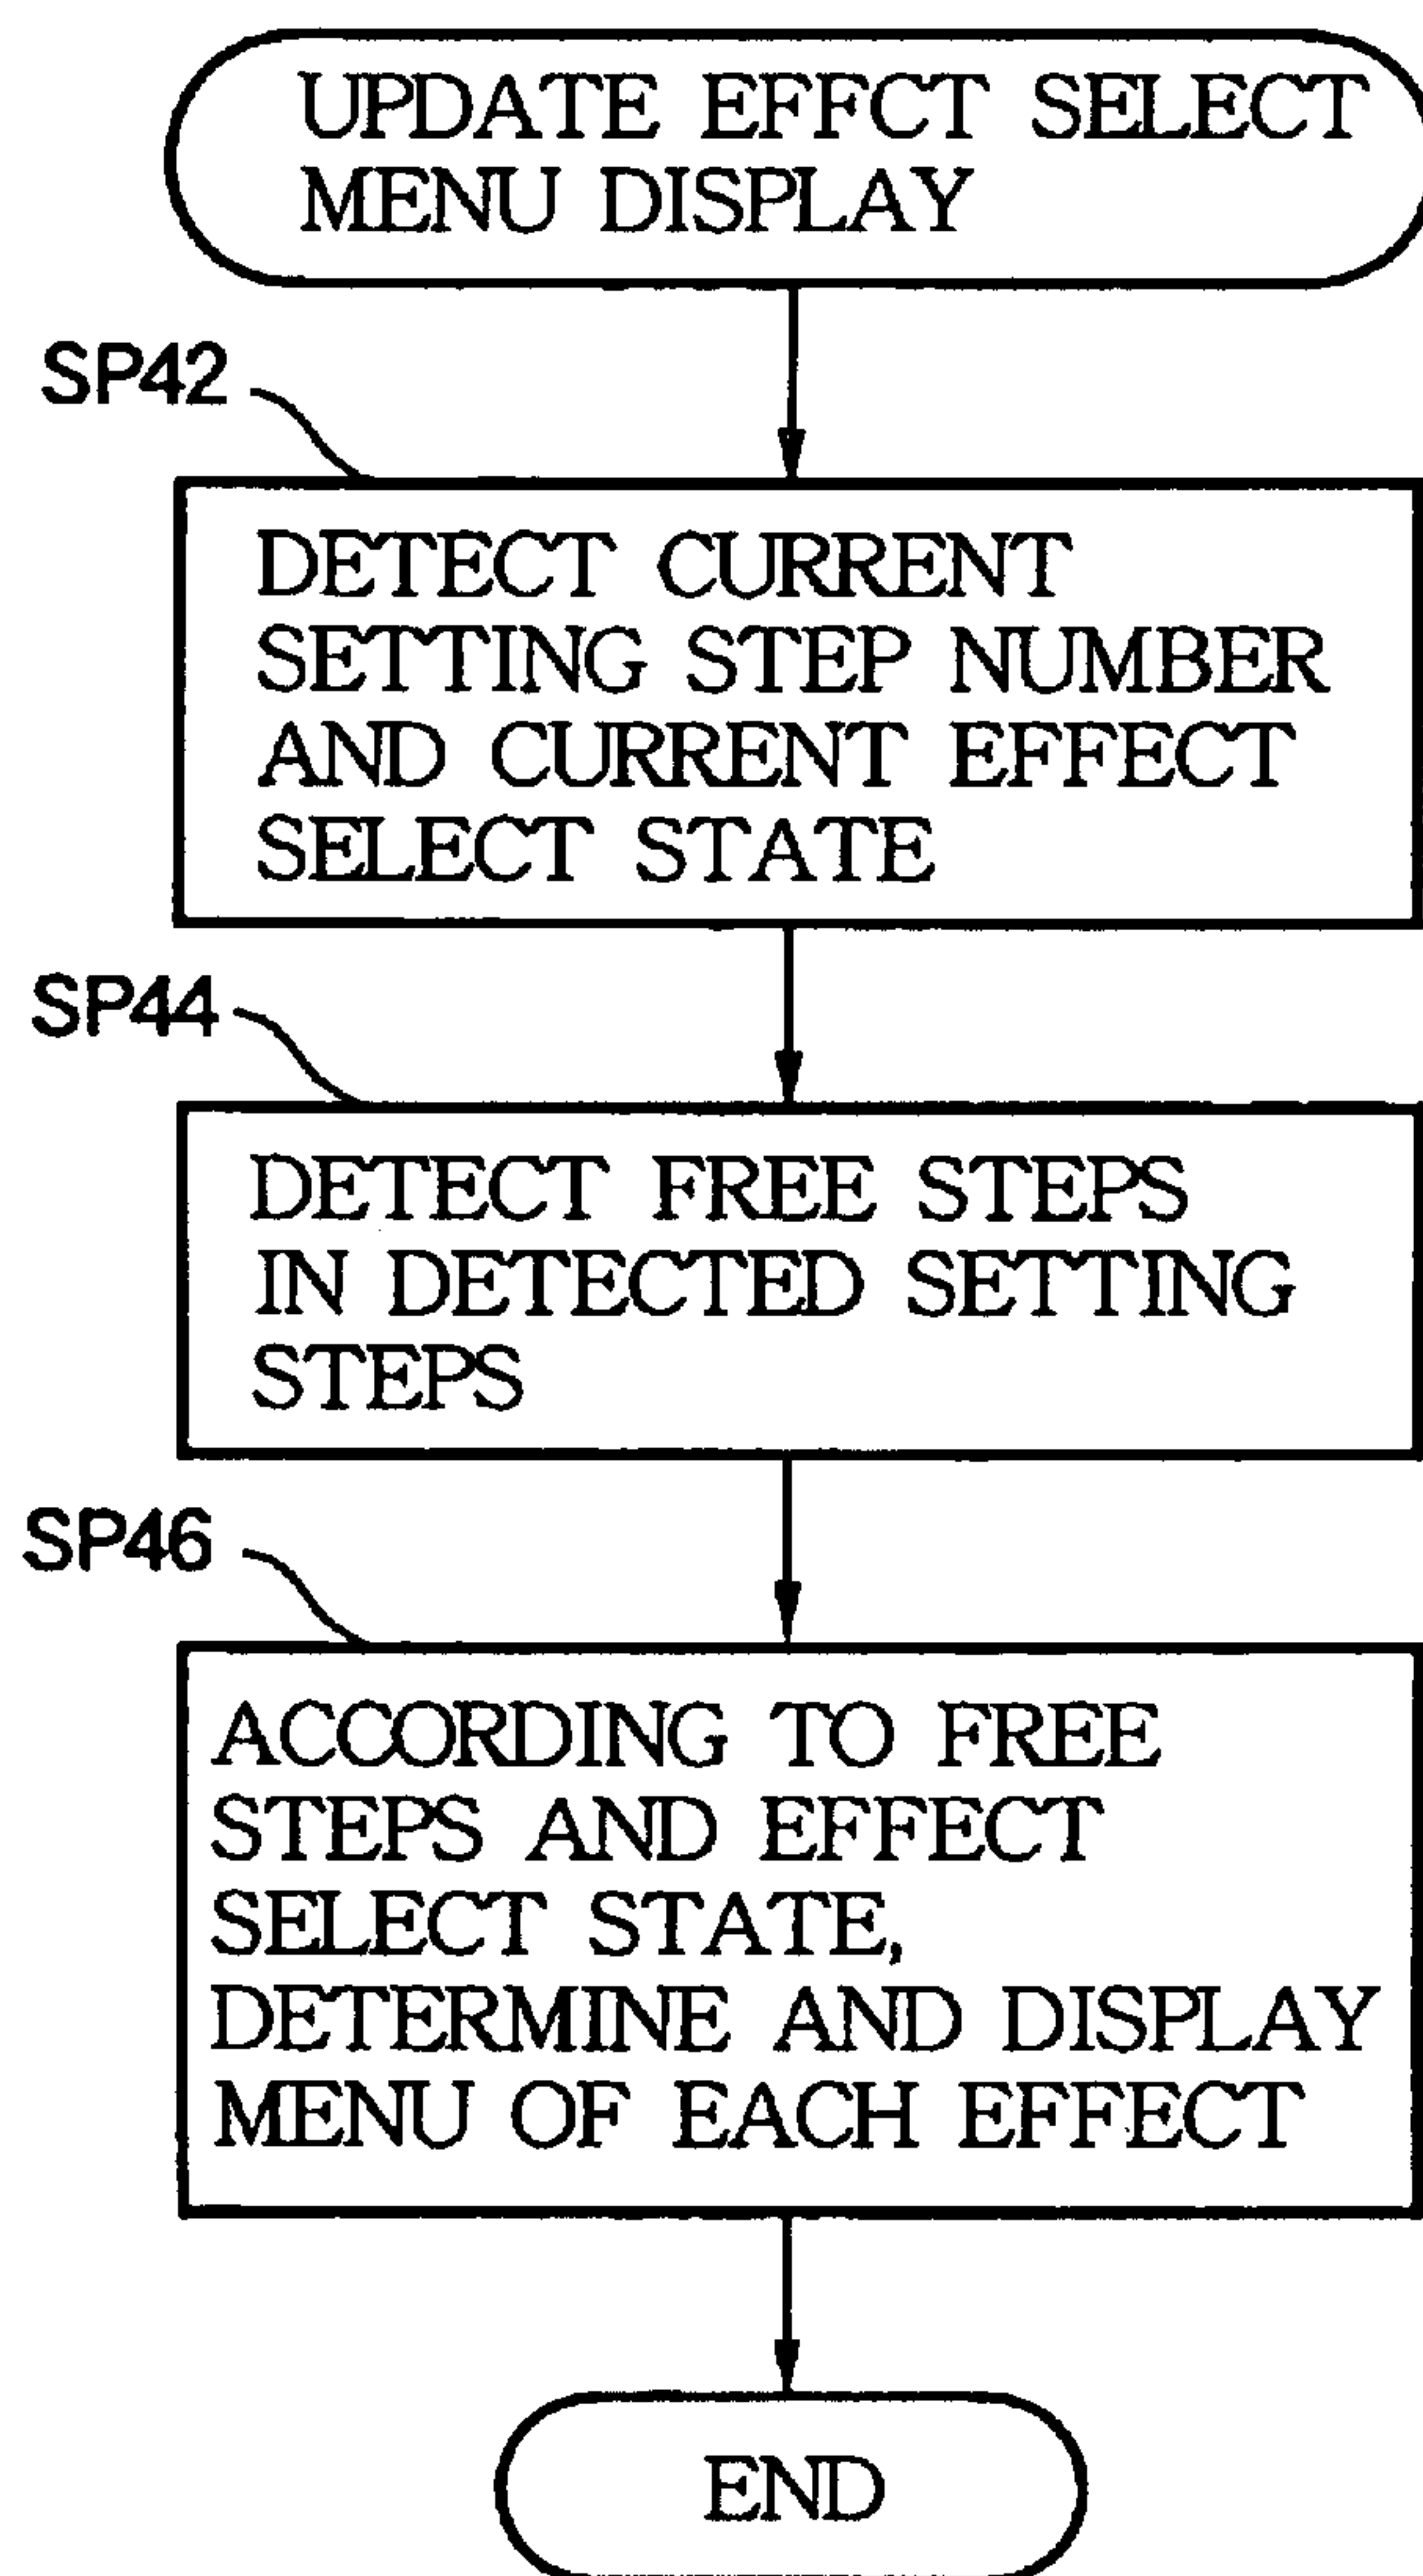 UPDATE EFFCT SELECT
MENU DISPLAY
SP42
DETECT CURRENT
SETTING STEP NUMBER
AND CURRENT EFFECT
SELECT STATE
SP44
DETECT FREE STEPS
IN DETECTED SETTING
STEPS
SP46
ACCORDING TO FREE
STEPS AND EFFECT
SELECT STATE,
DETERMINE AND DISPLAY
MENU OF EACH EFFECT
END